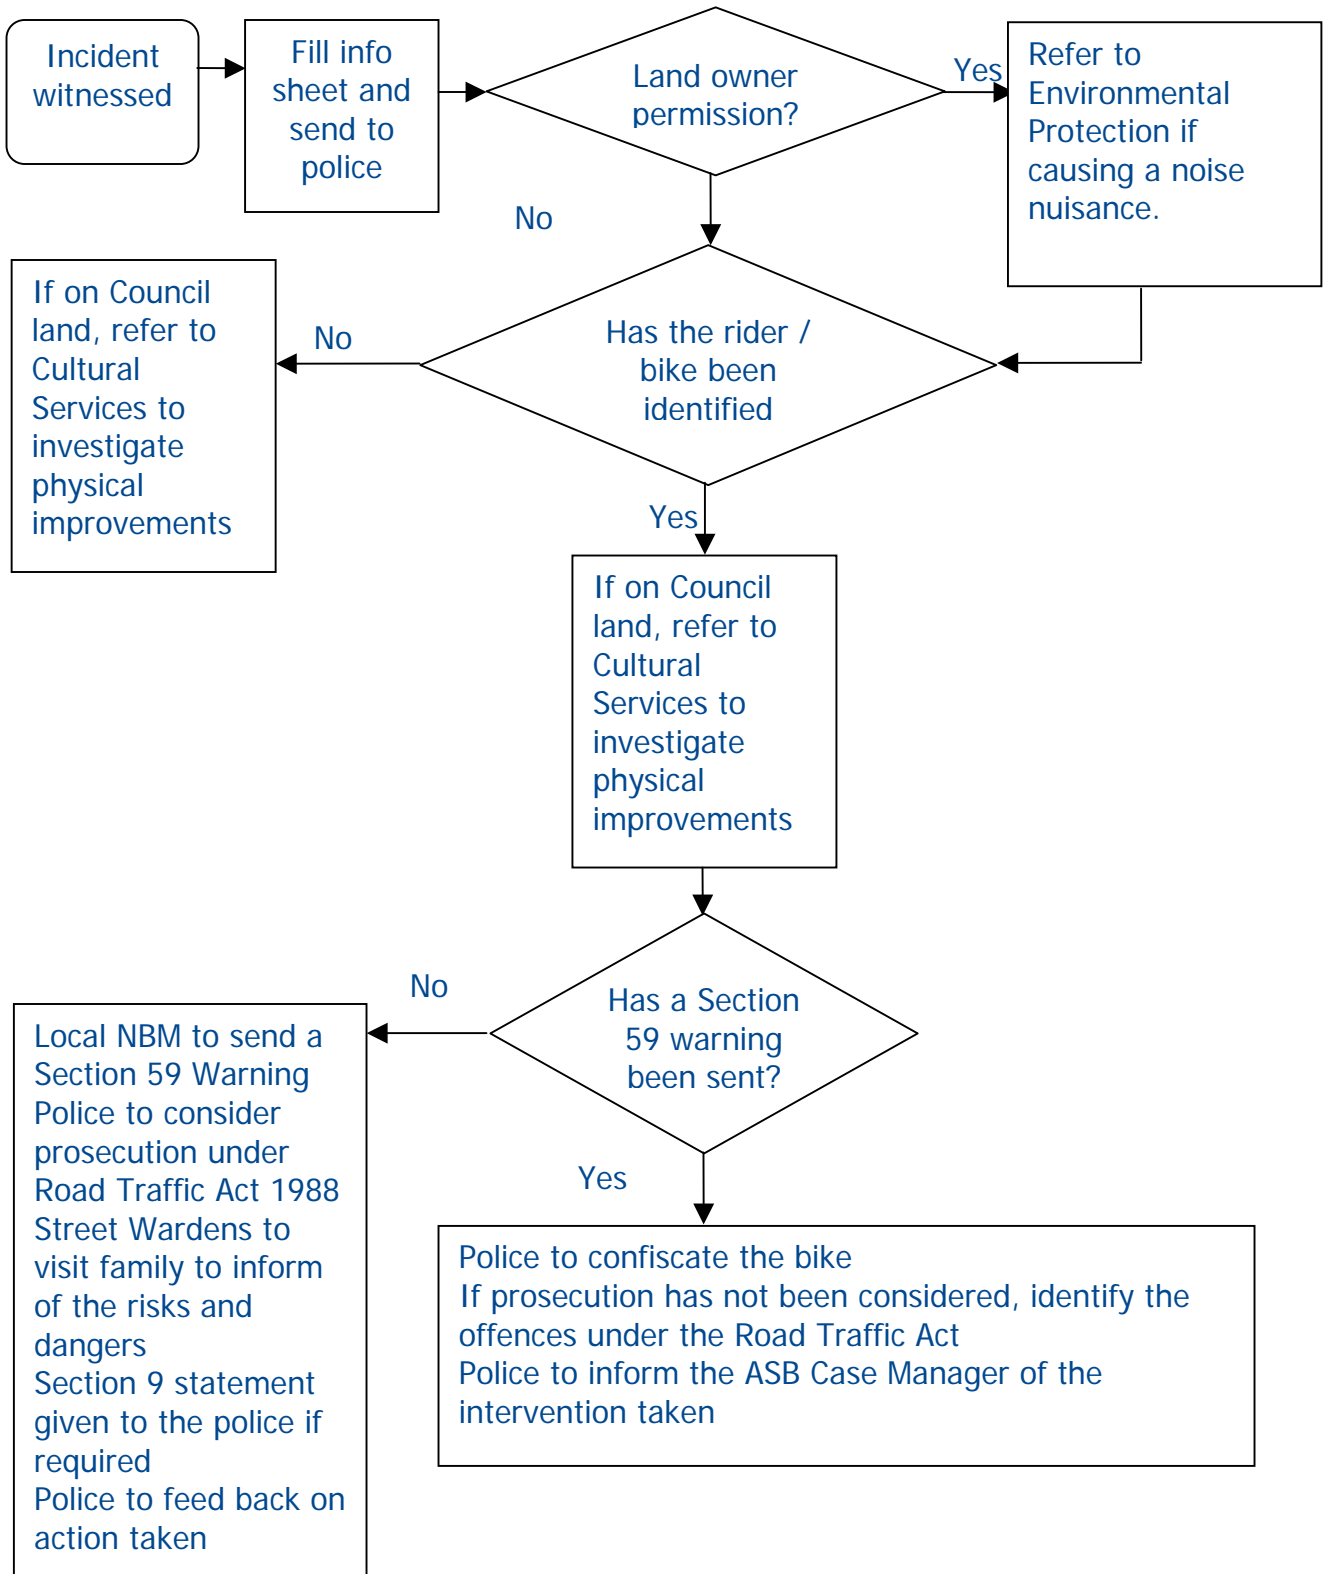 Incident
witnessed
Fill info
sheet and
send to
police
Land owner
permission?
Yes
Refer to
Environmental
Protection if
causing a noise
nuisance.
No
If on Council
land, refer to
Cultural
Services to
investigate
physical
improvements
No
Has the rider /
bike been
identified
Yes
If on Council
land, refer to
Cultural
Services to
investigate
physical
improvements
No
Has a Section
59 warning
been sent?
Local NBM to send a
Section 59 Warning
Police to consider
prosecution under
Road Traffic Act 1988
Street Wardens to
visit family to inform
of the risks and
dangers
Section 9 statement
given to the police if
required
Police to feed back on
action taken
Yes
Police to confiscate the bike
If prosecution has not been considered, identify the
offences under the Road Traffic Act
Police to inform the ASB Case Manager of the
intervention taken